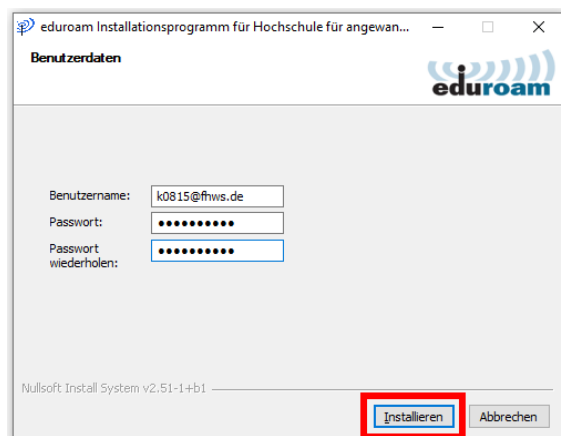 eduroam Installationsprogramm für Hochschule für angewan...
Benutzerdaten
eduroam
Benutzername: k0815@fhws.de
Passwort: ●●●●●●●●●●
Passwort
wiederholen: ●●●●●●●●●●
Nullsoft Install System v2.51-1+b1
Installieren Abbrechen